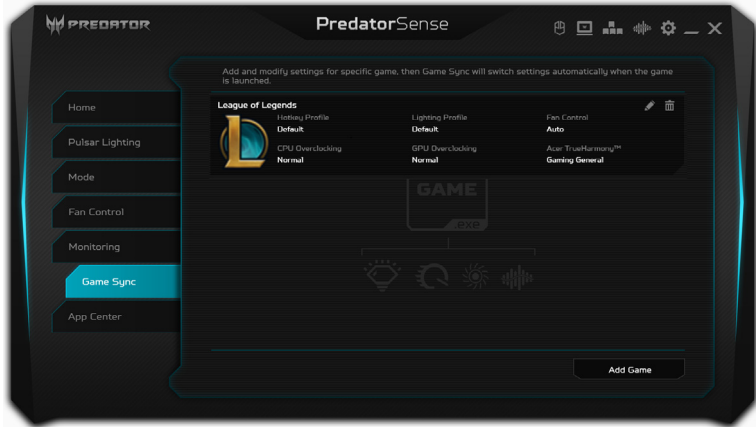 PREDATOR
PredatorSense
Add and modify settings for specific game, then Game Sync will switch settings automatically when the game
is launched.
Home
Pulsar Lighting
Mode
Fan Control
Monitoring
Game Sync
App Center
League of Legends
Hotkey Profile
Lighting Profile
Fan Control
Default
Default
Auto
CPU Overclocking
GPU Overclocking
Acer TrueHarmony™
Normal
Normal
Gaming General
GAME
.exe
Add Game